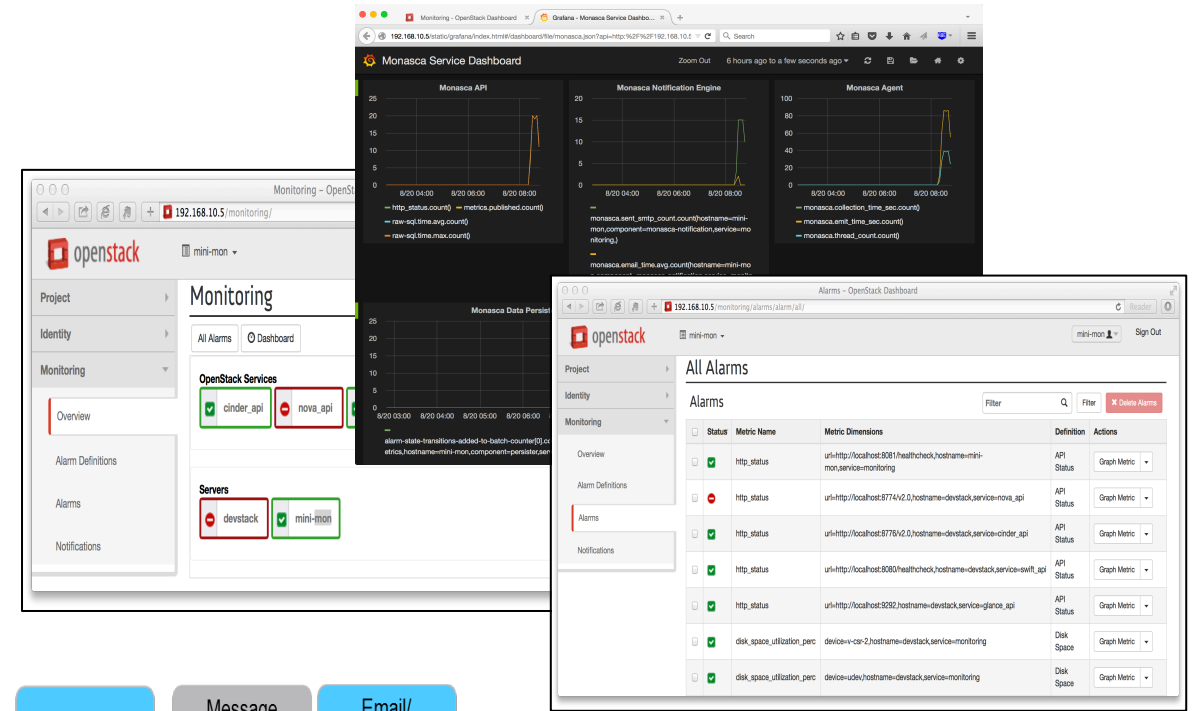 Monitoring - OpenStack Dashboard
Grafana - Monasca Service Dashbo...
192.168.10.5/static/grafana/index.html#/dashboard/file/monasca.json?api=http:%2F%2F192.168.10.5
Search
Monasca Service Dashboard
Zoom Out 6 hours ago to a few seconds ago
Monasca API
25
20
15
10
5
0
8/20 04:00 8/20 06:00 8/20 08:00
http_status.count() metrics.published.count()
raw-sql.time.avg.count()
raw-sql.time.max.count()
Monasca Notification Engine
20
15
10
5
0
8/20 04:00 8/20 06:00 8/20 08:00
monasca.sent_smtp_count.count(hostname=mini-
mon,component=monasca-notification,service=mo
nitoring,)
monasca.email_time.avg.count(hostname=mini-mo
Monasca Agent
100
80
60
40
20
0
8/20 04:00 8/20 06:00 8/20 08:00
monasca.collection_time_sec.count()
monasca.emit_time_sec.count()
monasca.thread_count.count()
Monasca Data Persist
25
20
15
10
5
0
8/20 03:00 8/20 04:00 8/20 05:00 8/20 06:00
alarm-state-transitions-added-to-batch-counter[0].co
etrics,hostname=mini-mon,component=persister,ser
Monitoring – OpenSt
192.168.10.5/monitoring/
openstack
mini-mon
Project
Identity
Monitoring
Overview
Alarm Definitions
Alarms
Notifications
Monitoring
All Alarms Dashboard
OpenStack Services
cinder_api nova_api
Servers
devstack mini-mon
Alarms – OpenStack Dashboard
192.168.10.5/monitoring/alarms/alarm/all/
Reader
openstack
mini-mon
mini-mon Sign Out
Project
Identity
Monitoring
Overview
Alarm Definitions
Alarms
Notifications
All Alarms
Alarms
Filter Filter Delete Alarms
Status Metric Name Metric Dimensions Definition Actions
http_status url=http://localhost:8081/healthcheck,hostname=mini-
mon,service=monitoring API
Status Graph Metric
http_status url=http://localhost:8774/v2.0,hostname=devstack,service=nova_api API
Status Graph Metric
http_status url=http://localhost:8776/v2.0,hostname=devstack,service=cinder_api API
Status Graph Metric
http_status url=http://localhost:8080/healthcheck,hostname=devstack,service=swift_api API
Status Graph Metric
http_status url=http://localhost:9292,hostname=devstack,service=glance_api API
Status Graph Metric
disk_space_utilization_perc device=v-csr-2,hostname=devstack,service=monitoring Disk
Space Graph Metric
disk_space_utilization_perc device=udev,hostname=devstack,service=monitoring Disk
Space Graph Metric
Message
Email/